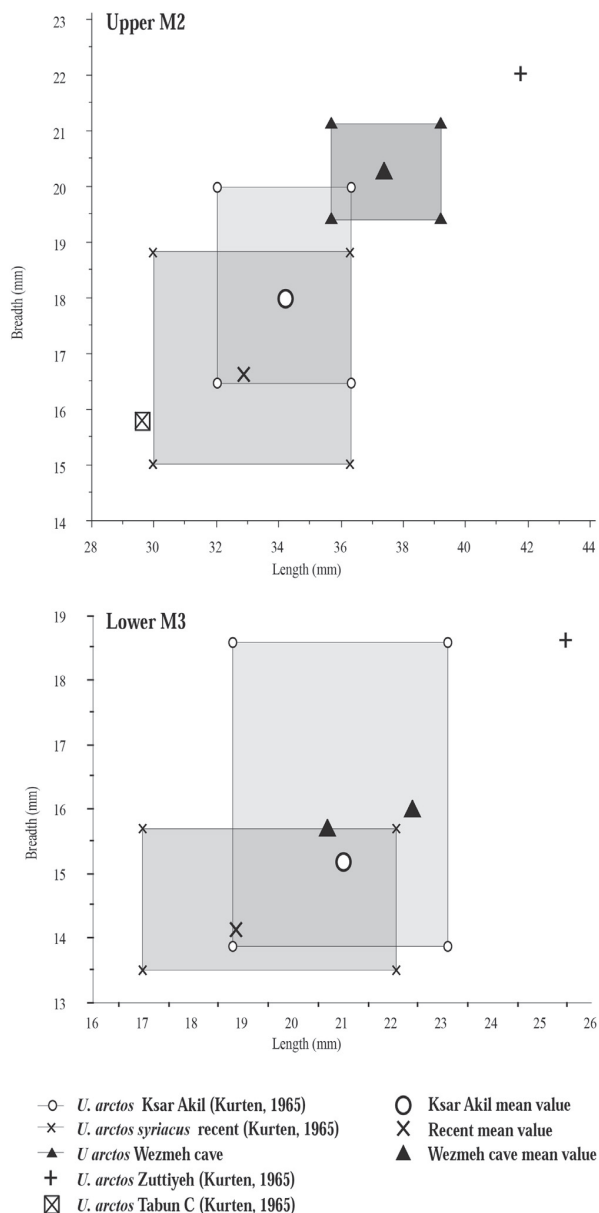 Upper M2
23
22
21
20
19
18
17
16
15
14
Breadth (mm)
28 30 32 34 36 38 40 42 44
Length (mm)
Lower M3
19
18
17
16
15
14
13
Breadth (mm)
16 17 18 19 20 21 22 24 25 26
Length (mm)
U. arctos Ksar Akil (Kurten, 1965)
U. arctos syriacus recent (Kurten, 1965)
U arctos Wezmeh cave
U. arctos Zuttiyeh (Kurten, 1965)
U. arctos Tabun C (Kurten, 1965)
Ksar Akil mean value
Recent mean value
Wezmeh cave mean value